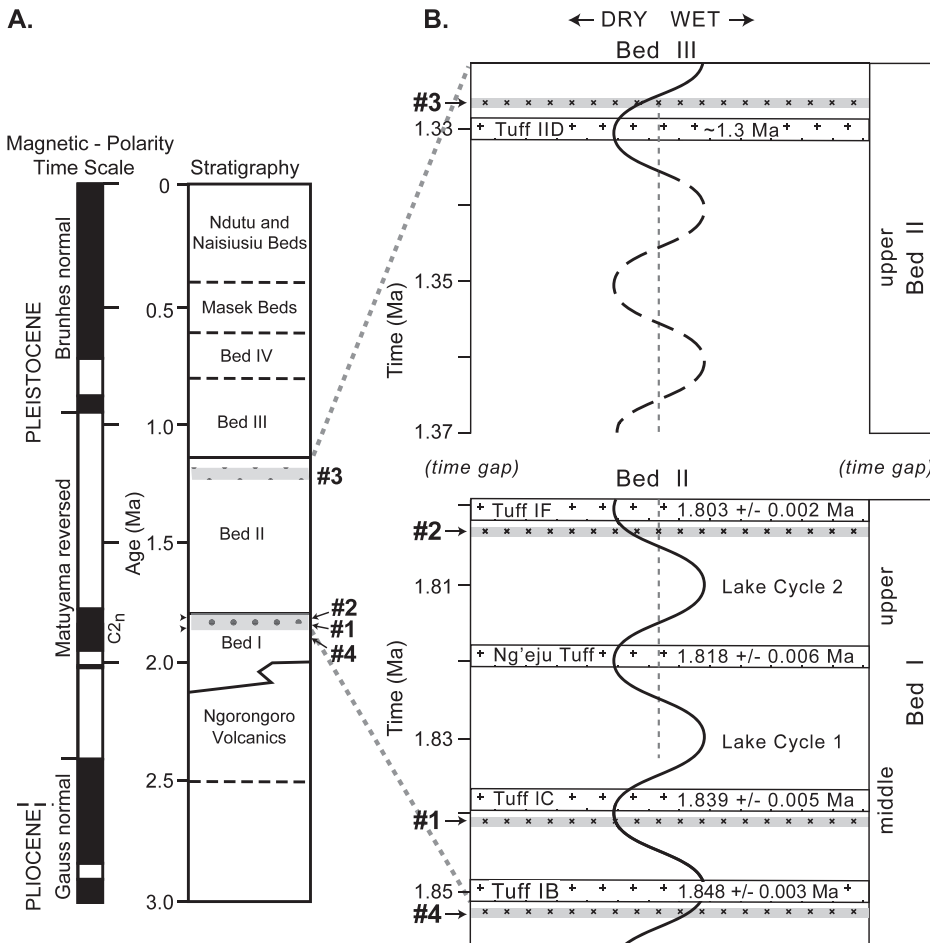 A.
Magnetic - Polarity
Time Scale
Stratigraphy
PLEISTOCENE
PLIOCENE
Brunhes normal
Matuyama reversed
Gauss normal
C2n
Age (Ma)
0
0.5
1.0
1.5
2.0
2.5
3.0
Ndutu and
Naisiusiu Beds
Masek Beds
Bed IV
Bed III
#3
Bed II
#2
#1
Bed I
#4
Ngorongoro
Volcanics
B.
← DRY WET →
Bed III
#3
1.33
Tuff IID
~1.3 Ma
1.35
Time (Ma)
1.37
upper
Bed II
(time gap)
Bed II
(time gap)
Tuff IF
1.803 +/- 0.002 Ma
#2
1.81
Lake Cycle 2
Ng'eju Tuff
1.818 +/- 0.006 Ma
Time (Ma)
1.83
Lake Cycle 1
Tuff IC
1.839 +/- 0.005 Ma
#1
1.85
Tuff IB
1.848 +/- 0.003 Ma
#4
upper
middle
Bed I